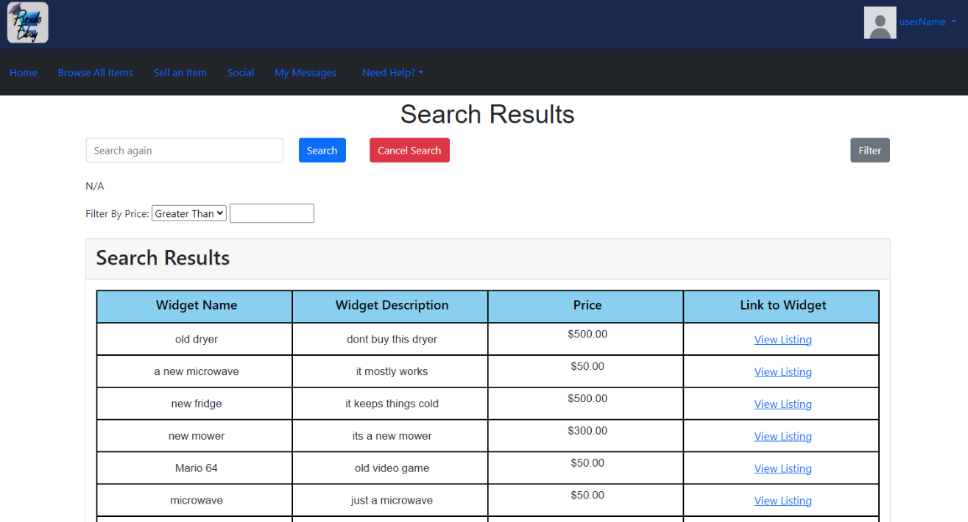 Pseudo
Ebay
userName
Home Browse All Items Sell an Item Social My Messages Need Help?
Search Results
Search again Search Cancel Search Filter
N/A
Filter By Price: Greater Than
Search Results
Widget Name Widget Description Price Link to Widget
old dryer dont buy this dryer $500.00 View Listing
a new microwave it mostly works $50.00 View Listing
new fridge it keeps things cold $500.00 View Listing
new mower its a new mower $300.00 View Listing
Mario 64 old video game $50.00 View Listing
microwave just a microwave $50.00 View Listing